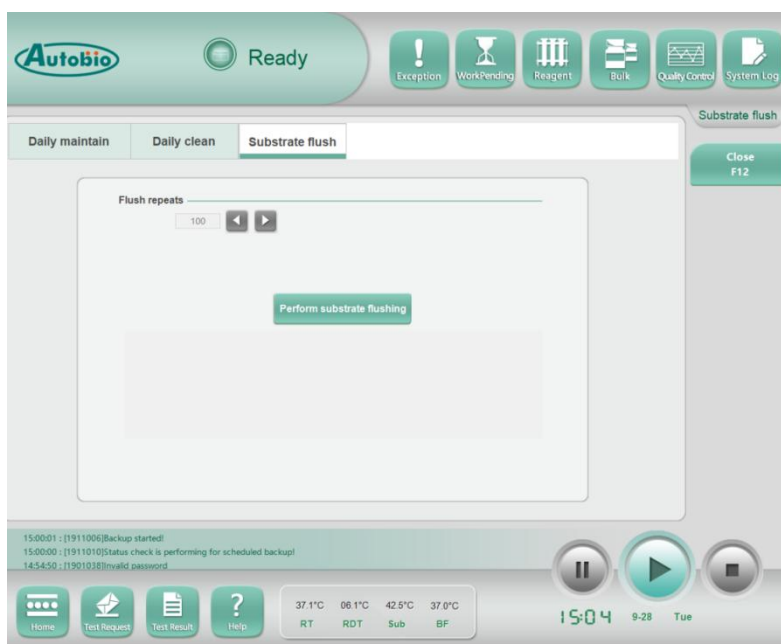 Autobio
Ready
Exception
WorkPending
Reagent
Bulk
Quality Control
System Log
Substrate flush
Daily maintain
Daily clean
Substrate flush
Close
F12
Flush repeats
100
Perform substrate flushing
15:00:01 : [1911006]Backup started!
15:00:00 : [1911010]Status check is performing for scheduled backup!
14:54:50 : [1901038]Invalid password
Home
Test Request
Test Result
?
Help
37.1°C 06.1°C 42.5°C 37.0°C
RT RDT Sub BF
15:04 9-28 Tue